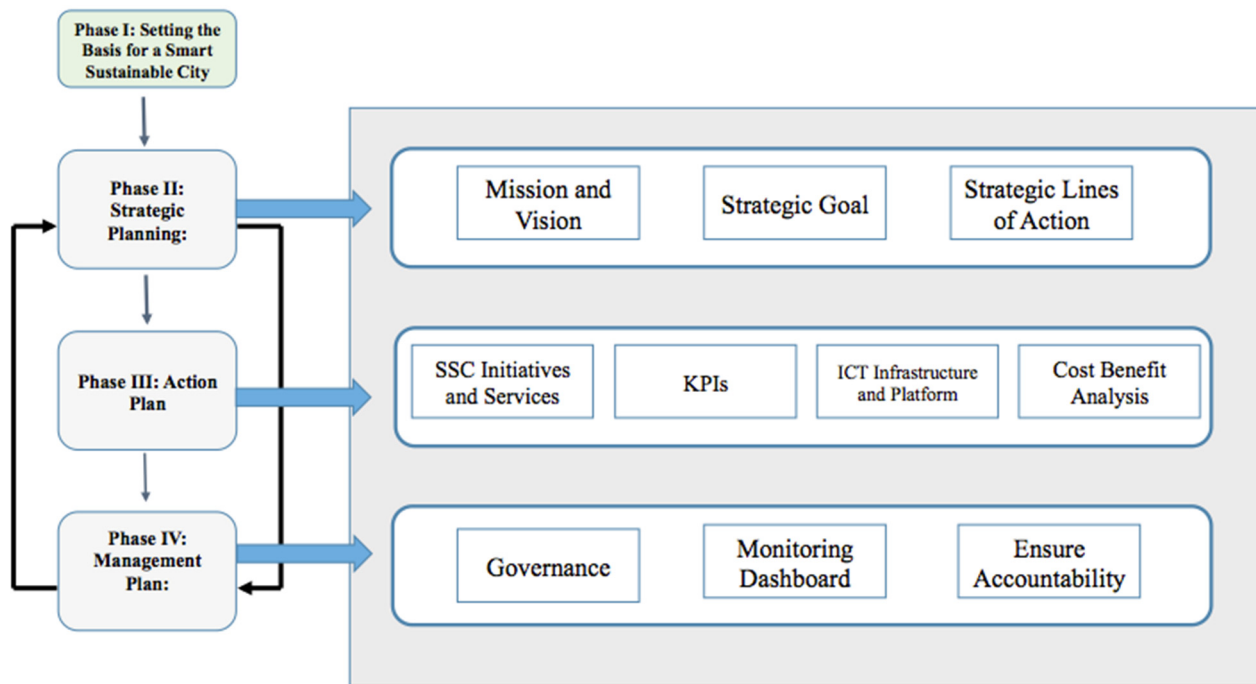 Phase I: Setting the
Basis for a Smart
Sustainable City
Phase II:
Strategic
Planning:
Mission and
Vision
Strategic Goal
Strategic Lines
of Action
Phase III: Action
Plan
SSC Initiatives
and Services
KPIs
ICT Infrastructure
and Platform
Cost Benefit
Analysis
Phase IV:
Management
Plan:
Governance
Monitoring
Dashboard
Ensure
Accountability